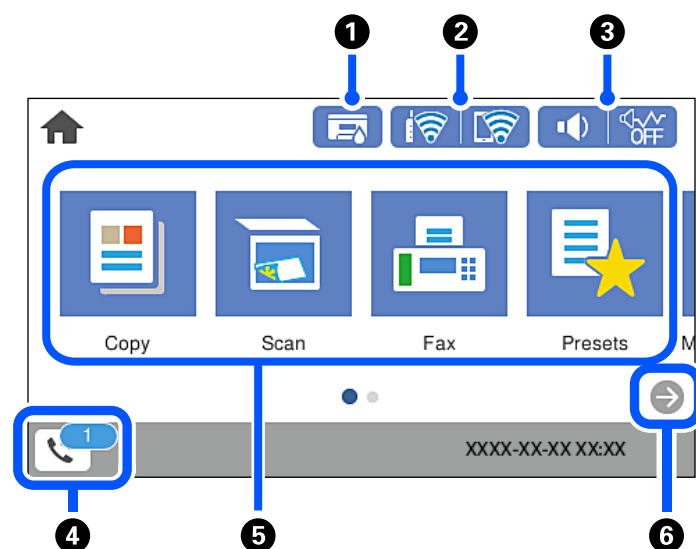 1 2 3
OFF
Copy Scan Fax Presets M
1
XXXX-XX-XX XX:XX
4 5 6